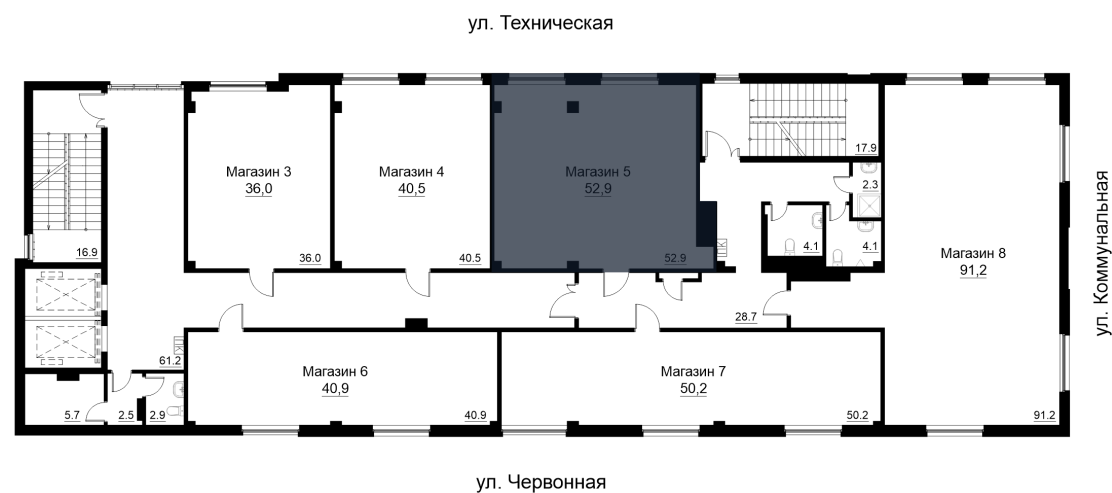 ул. Техническая
Магазин 3
36,0
36.0
Магазин 4
40,5
40.5
Магазин 5
52,9
52.9
17.9
2.3
4.1
4.1
Магазин 8
91,2
91.2
ул. Коммунальная
16.9
61.2
ПК
ПК
28.7
5.7
2.5
2.9
Магазин 6
40,9
40.9
Магазин 7
50,2
50.2
ул. Червонная